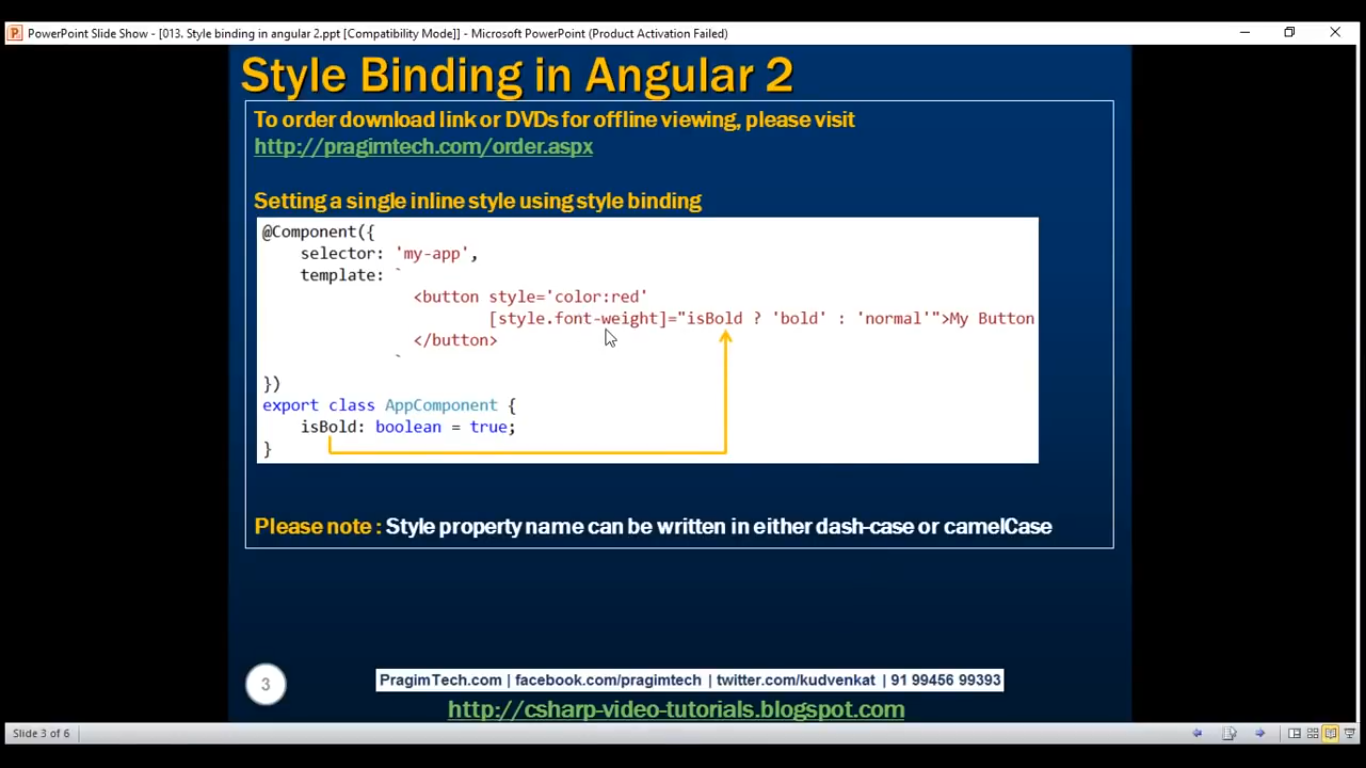 PowerPoint Slide Show - [013. Style binding in angular 2.ppt [Compatibility Mode]] - Microsoft PowerPoint (Product Activation Failed)
Style Binding in Angular 2
To order download link or DVDs for offline viewing, please visit
http://pragimtech.com/order.aspx
Setting a single inline style using style binding
@Component({
    selector: 'my-app',
    template: `
                <button style='color:red'
                        [style.font-weight]="isBold ? 'bold' : 'normal'">My Button
                </button>
              `
})
export class AppComponent {
    isBold: boolean = true;
}
Please note : Style property name can be written in either dash-case or camelCase
3
PragimTech.com | facebook.com/pragimtech | twitter.com/kudvenkat | 91 99456 99393
http://csharp-video-tutorials.blogspot.com
Slide 3 of 6